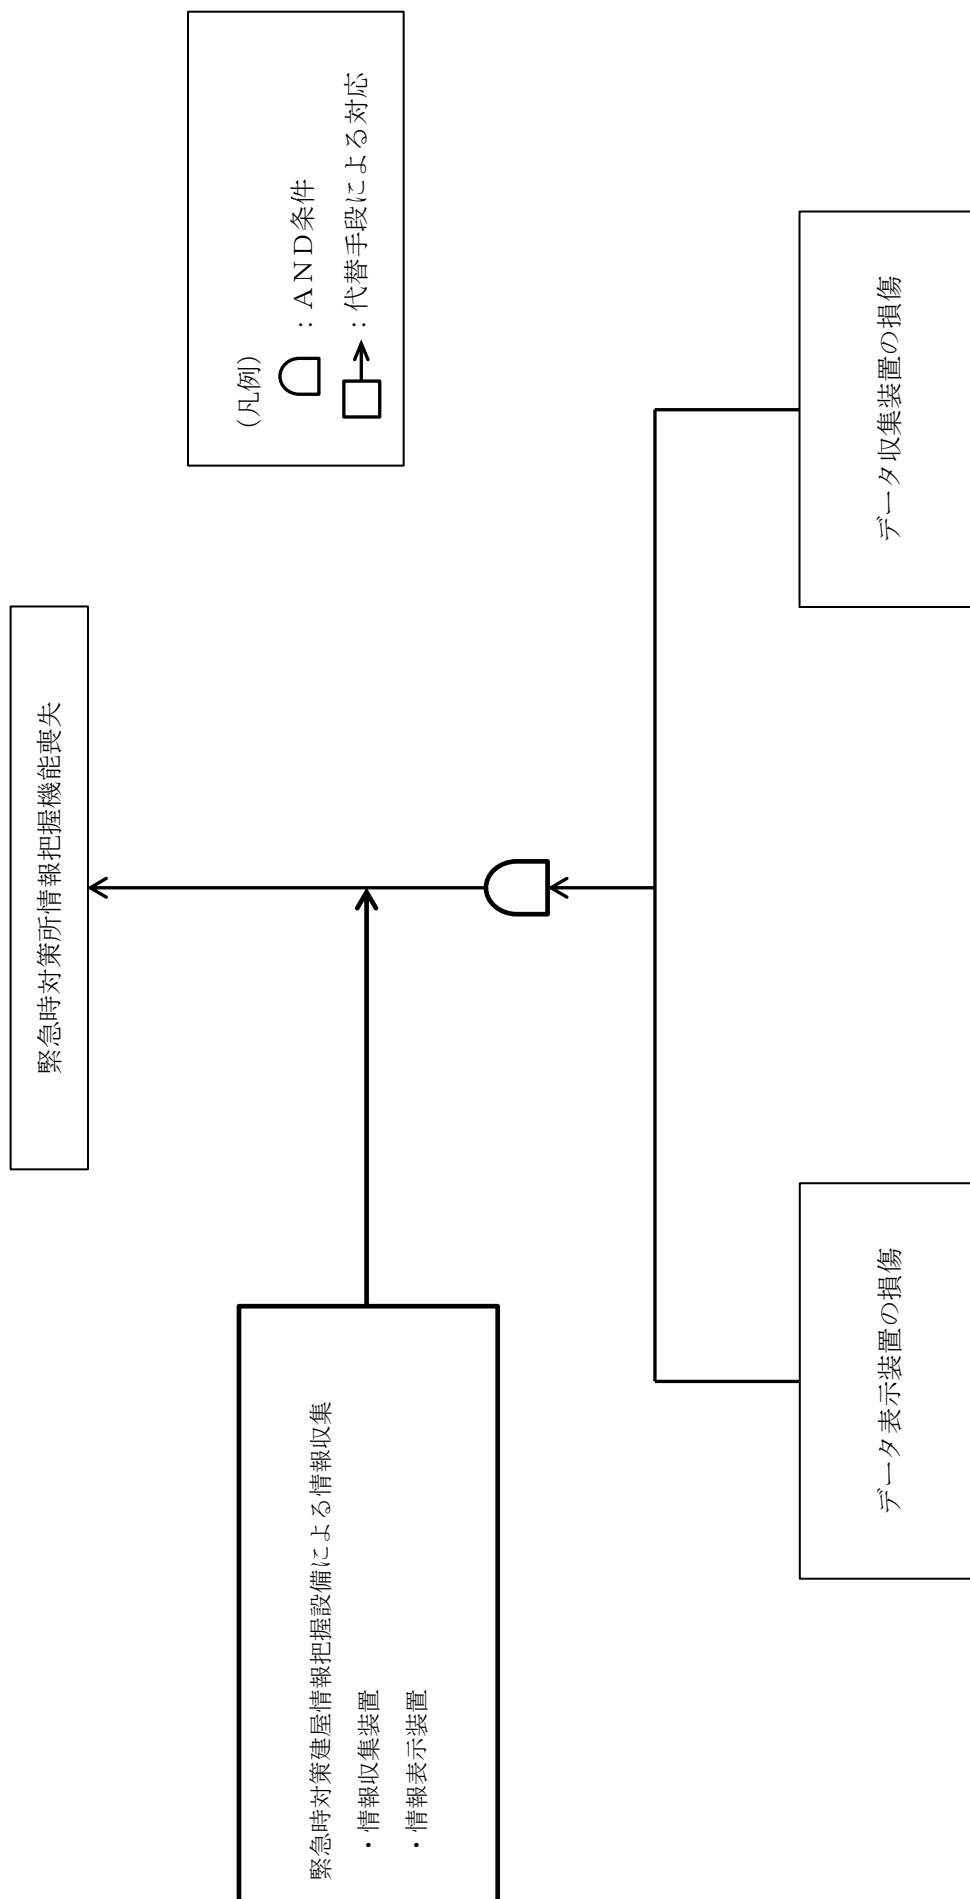 緊急時対策所情報把握機能喪失
(凡例)
：ＡＮＤ条件
：代替手段による対応
緊急時対策建屋情報把握設備による情報収集
・情報収集装置
・情報表示装置
データ表示装置の損傷
データ収集装置の損傷